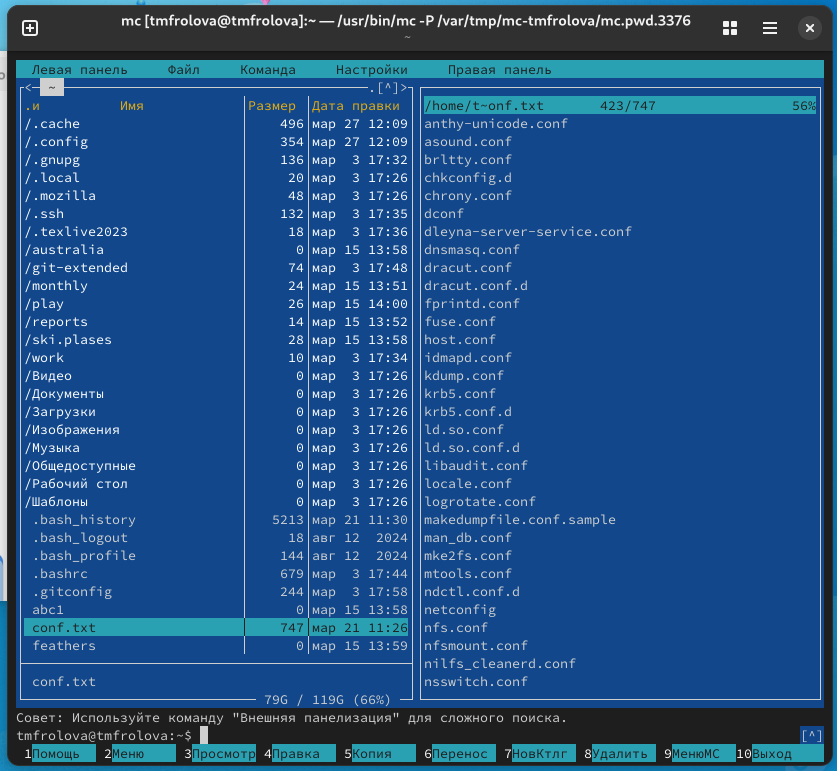 mc [tmfrolova@tmfrolova]:~ — /usr/bin/mc -P /var/tmp/mc-tmfrolova/mc.pwd.3376
~
Левая панель Файл Команда Настройки Правая панель
<─ ~ .[^]>
.и Имя Размер Дата правки
/.cache 496 мар 27 12:09
/.config 354 мар 27 12:09
/.gnupg 136 мар 3 17:32
/.local 20 мар 3 17:26
/.mozilla 48 мар 3 17:26
/.ssh 132 мар 3 17:35
/.texlive2023 18 мар 3 17:36
/australia 0 мар 15 13:58
/git-extended 74 мар 3 17:48
/monthly 24 мар 15 13:51
/play 26 мар 15 14:00
/reports 14 мар 15 13:52
/ski.plases 28 мар 15 13:58
/work 10 мар 3 17:34
/Видео 0 мар 3 17:26
/Документы 0 мар 3 17:26
/Загрузки 0 мар 3 17:26
/Изображения 0 мар 3 17:26
/Музыка 0 мар 3 17:26
/Общедоступные 0 мар 3 17:26
/Рабочий стол 0 мар 3 17:26
/Шаблоны 0 мар 3 17:26
.bash_history 5213 мар 21 11:30
.bash_logout 18 авг 12 2024
.bash_profile 144 авг 12 2024
.bashrc 679 мар 3 17:44
.gitconfig 244 мар 3 17:58
abc1 0 мар 15 13:58
conf.txt 747 мар 21 11:26
feathers 0 мар 15 13:59
conf.txt
79G / 119G (66%)
/home/t~onf.txt 423/747 56%
anthy-unicode.conf
asound.conf
brltty.conf
chkconfig.d
chrony.conf
dconf
dleyna-server-service.conf
dnsmasq.conf
dracut.conf
dracut.conf.d
fprintd.conf
fuse.conf
host.conf
idmapd.conf
kdump.conf
krb5.conf
krb5.conf.d
ld.so.conf
ld.so.conf.d
libaudit.conf
locale.conf
logrotate.conf
makedumpfile.conf.sample
man_db.conf
mke2fs.conf
mtools.conf
ndctl.conf.d
netconfig
nfs.conf
nfsmount.conf
nilfs_cleanerd.conf
nsswitch.conf
Совет: Используйте команду "Внешняя панелизация" для сложного поиска.
tmfrolova@tmfrolova:~$ [^]
1Помощь 2Меню 3Просмотр 4Правка 5Копия 6Перенос 7НовКтлг 8Удалить 9МенюMC 10Выход